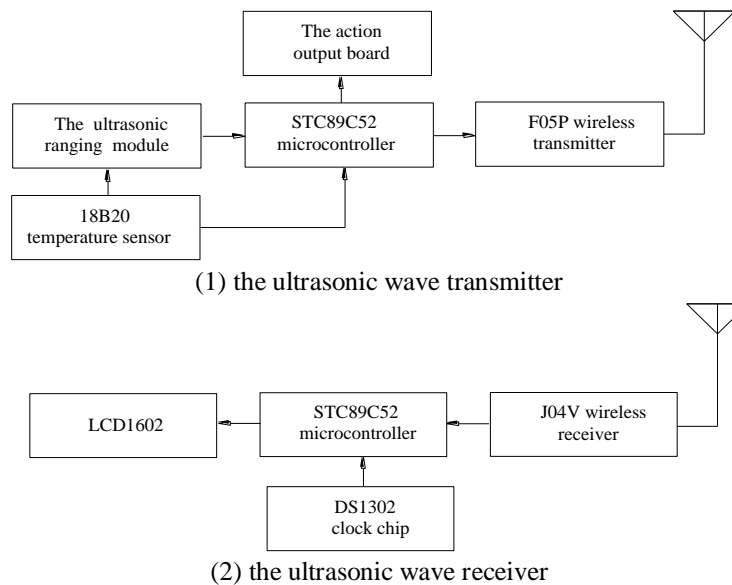 The action
output board
The ultrasonic
ranging module
STC89C52
microcontroller
F05P wireless
transmitter
18B20
temperature sensor
(1) the ultrasonic wave transmitter
LCD1602
STC89C52
microcontroller
J04V wireless
receiver
DS1302
clock chip
(2) the ultrasonic wave receiver